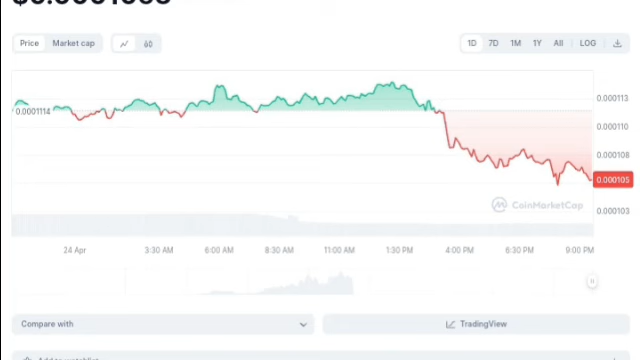 Price Market cap 1D 7D 1M 1Y All LOG
0.000113
0.0001114
0.000110
0.000108
0.000105
CoinMarketCap
0.000103
24 Apr 3:30 AM 6:00 AM 8:30 AM 11:00 AM 1:30 PM 4:00 PM 6:30 PM 9:00 PM
Compare with TradingView